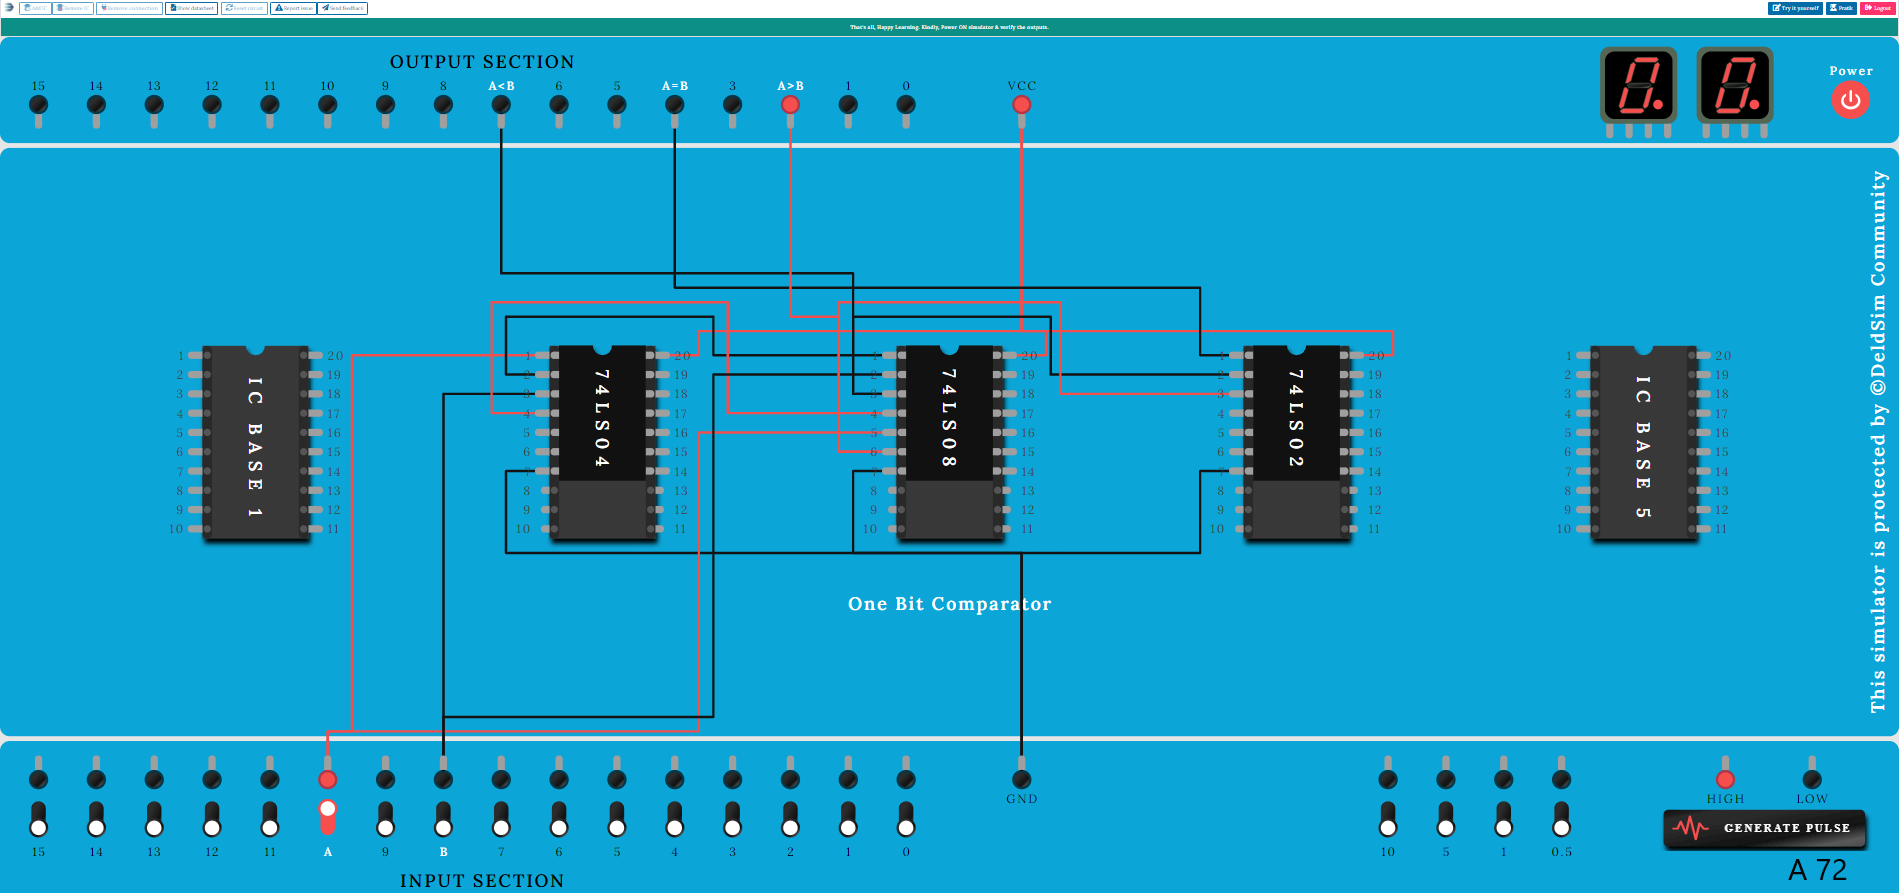 Add IC Remove IC Remove connection Show datasheet Reset circuit Report issue Send feedback Try it yourself Pratik Logout
That's all, Happy Learning. Kindly, Power ON simulator & verify the outputs.
OUTPUT SECTION
15 14 13 12 11 10 9 8 A<B 6 5 A=B 3 A>B 1 0 VCC
Power
1 20 1 20 1 20 1 20 1 20
2 19 2 19 2 19 2 19 2 19
3 18 3 18 3 18 3 18 3 18
4 17 4 17 4 17 4 17 4 17
5 16 5 16 5 16 5 16 5 16
6 15 6 15 6 15 6 15 6 15
7 14 7 14 7 14 7 14 7 14
8 13 8 13 8 13 8 13 8 13
9 12 9 12 9 12 9 12 9 12
10 11 10 11 10 11 10 11 10 11
IC BASE 1
74LS04
74LS08
74LS02
IC BASE 5
This simulator is protected by ©DeldSim Community
One Bit Comparator
GND
HIGH LOW
GENERATE PULSE
15 14 13 12 11 A 9 B 7 6 5 4 3 2 1 0 10 5 1 0.5
A 72
INPUT SECTION